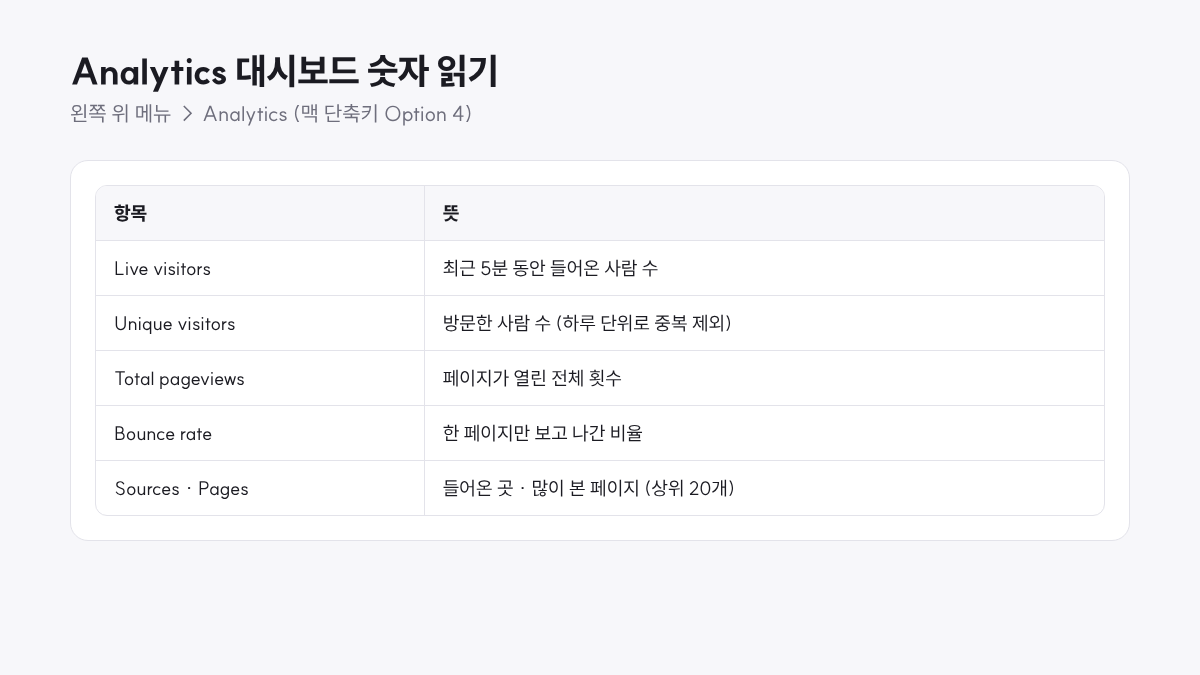 Analytics 대시보드 숫자 읽기
왼쪽 위 메뉴 > Analytics (맥 단축키 Option 4)
항목 뜻
Live visitors 최근 5분 동안 들어온 사람 수
Unique visitors 방문한 사람 수 (하루 단위로 중복 제외)
Total pageviews 페이지가 열린 전체 횟수
Bounce rate 한 페이지만 보고 나간 비율
Sources · Pages 들어온 곳 · 많이 본 페이지 (상위 20개)